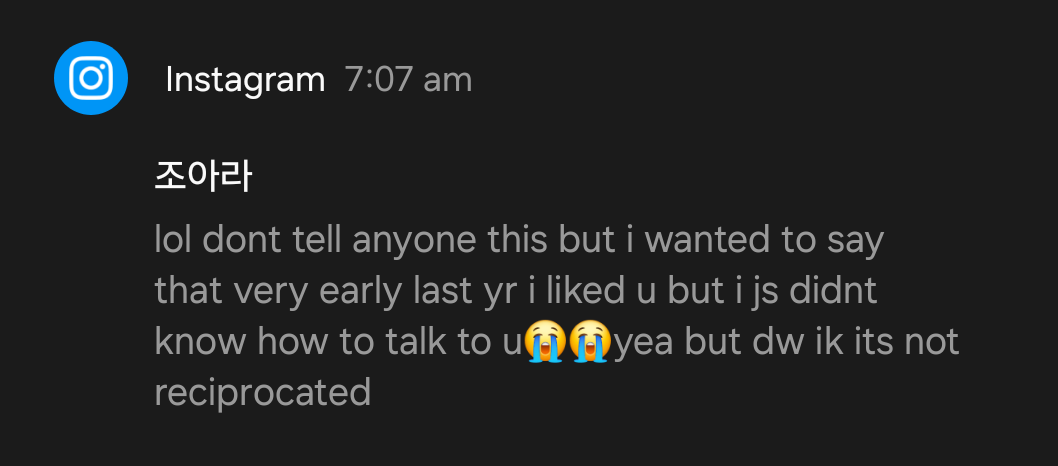 Instagram 7:07 am
조아라
lol dont tell anyone this but i wanted to say
that very early last yr i liked u but i js didnt
know how to talk to u😭😭yea but dw ik its not
reciprocated